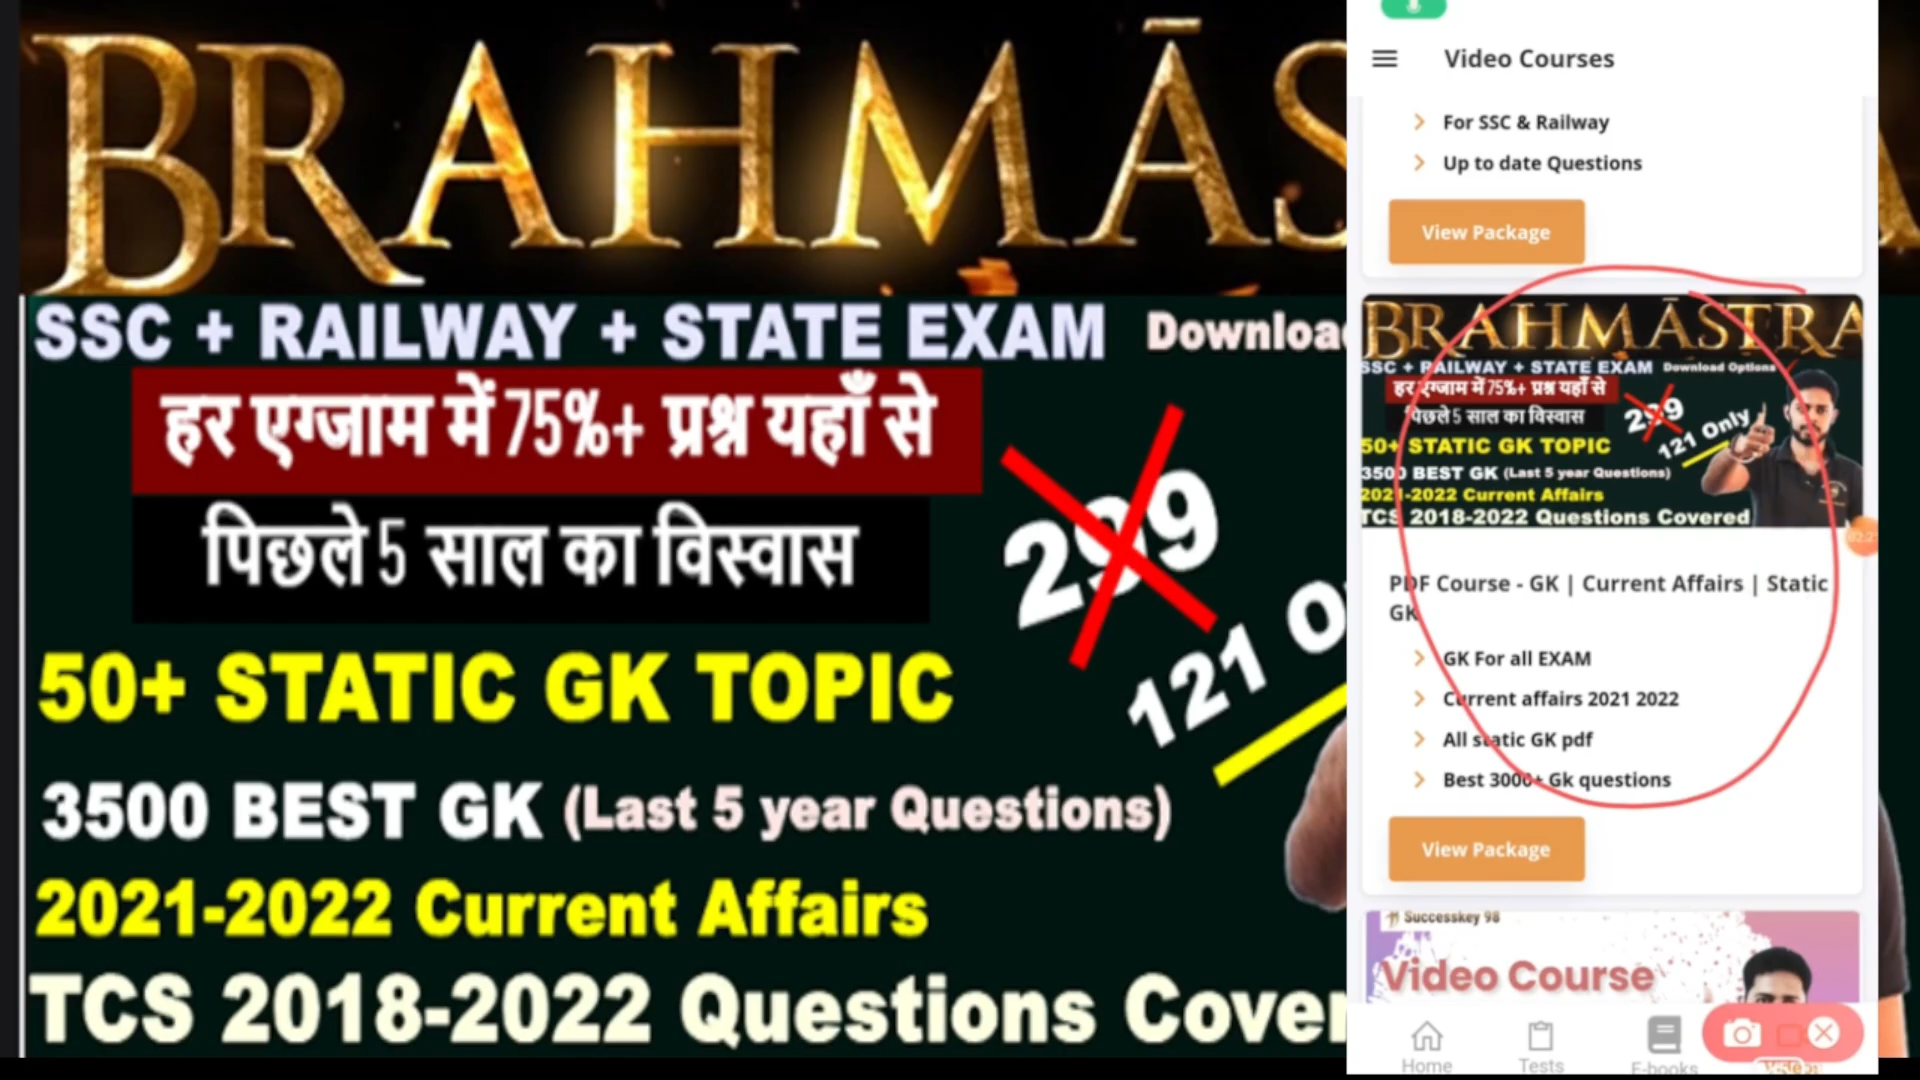 BRAHMĀS
SSC + RAILWAY + STATE EXAM
हर एग्जाम में 75%+ प्रश्न यहाँ से
पिछले 5 साल का विस्वास
299
121
50+ STATIC GK TOPIC
3500 BEST GK (Last 5 year Questions)
2021-2022 Current Affairs
TCS 2018-2022 Questions
Video Courses
For SSC & Railway
Up to date Questions
View Package
BRAHMĀSTRA
SSC + RAILWAY + STATE EXAM Download Options
हर एग्जाम में 75%+ प्रश्न यहाँ से
पिछले 5 साल का विस्वास
299
121 Only
50+ STATIC GK TOPIC
3500 BEST GK (Last 5 year Questions)
2021-2022 Current Affairs
TCS 2018-2022 Questions Covered
PDF Course - GK | Current Affairs | Static
GK
GK For all EXAM
Current affairs 2021 2022
All static GK pdf
Best 3000+ Gk questions
View Package
Successkey 98
Video Course
Home
Tests
E-books